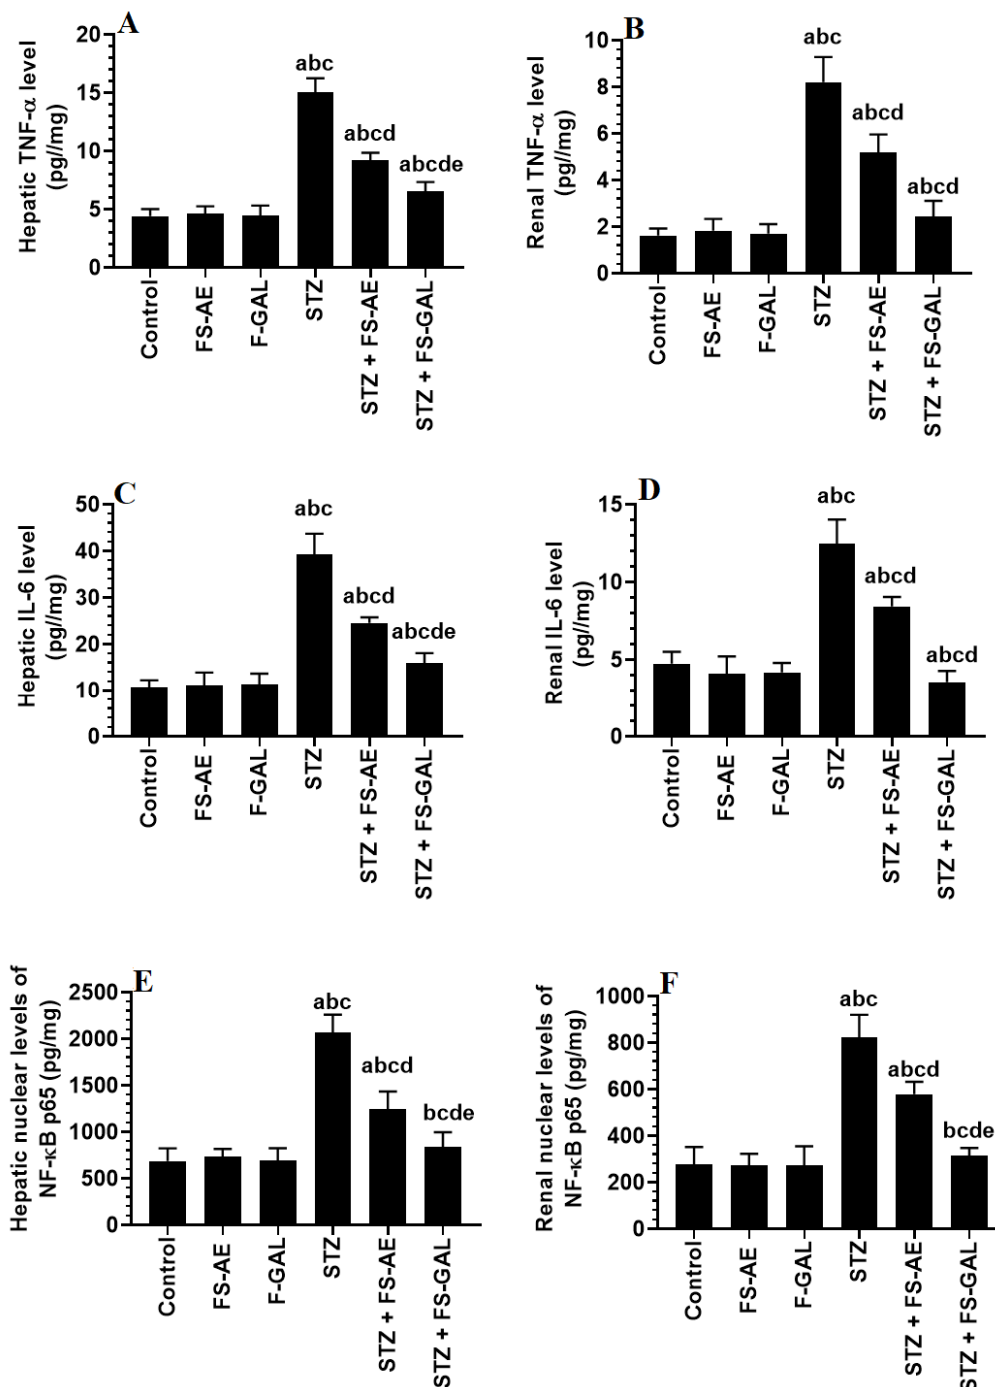 A
Hepatic TNF-α level
(pg//mg)
20
15
10
5
0
abc
abcd
abcde
Control
FS-AE
F-GAL
STZ
STZ + FS-AE
STZ + FS-GAL
B
Renal TNF-α level
(pg//mg)
10
8
6
4
2
0
abc
abcd
abcd
Control
FS-AE
F-GAL
STZ
STZ + FS-AE
STZ + FS-GAL
C
Hepatic IL-6 level
(pg//mg)
50
40
30
20
10
0
abc
abcd
abcde
Control
FS-AE
F-GAL
STZ
STZ + FS-AE
STZ + FS-GAL
D
Renal IL-6 level
(pg//mg)
15
10
5
0
abc
abcd
abcd
Control
FS-AE
F-GAL
STZ
STZ + FS-AE
STZ + FS-GAL
E
Hepatic nuclear levels of
NF-κB p65 (pg/mg)
2500
2000
1500
1000
500
0
abc
abcd
bcde
Control
FS-AE
F-GAL
STZ
STZ + FS-AE
STZ + FS-GAL
F
Renal nuclear levels of
NF-κB p65 (pg/mg)
1000
800
600
400
200
0
abc
abcd
bcde
Control
FS-AE
F-GAL
STZ
STZ + FS-AE
STZ + FS-GAL